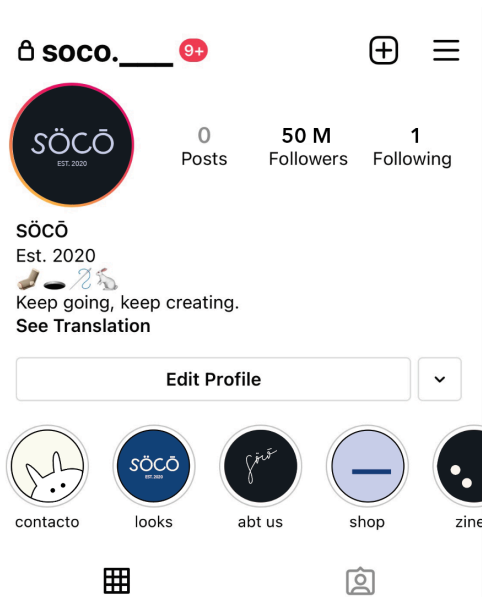 soco.____ 9+
SÖCŌ
EST. 2020
0
Posts
50 M
Followers
1
Following
SÖCŌ
Est. 2020
Keep going, keep creating.
See Translation
Edit Profile
SÖCŌ
EST. 2020
söcō
contacto
looks
abt us
shop
zine